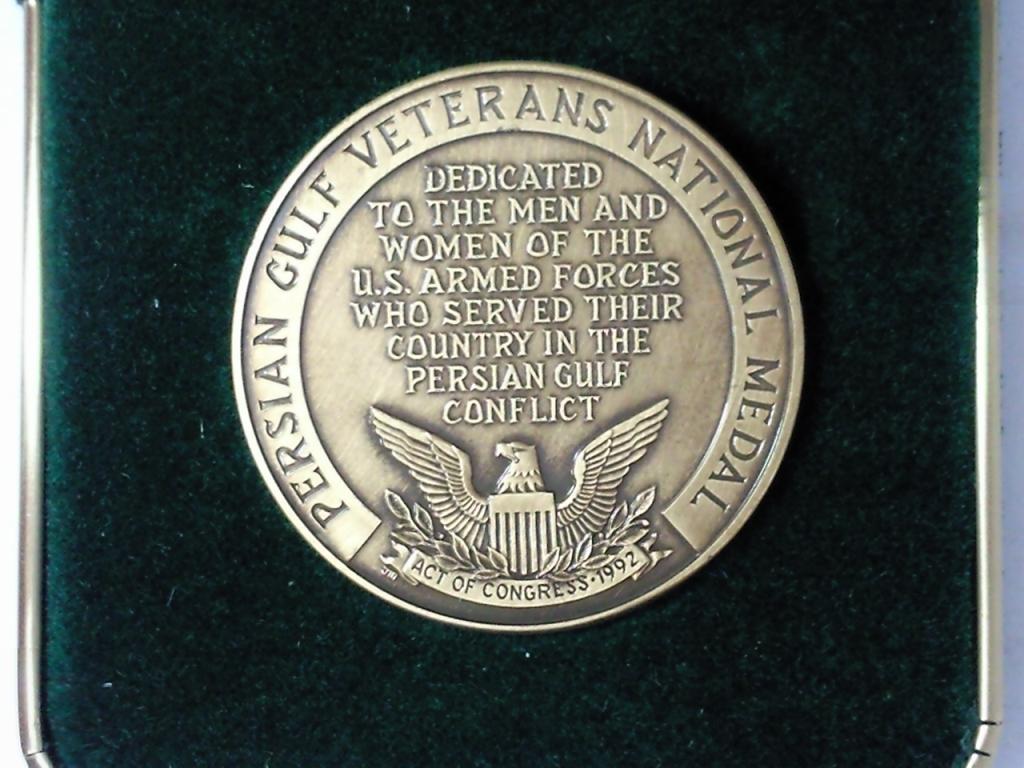 PERSIAN GULF VETERANS NATIONAL MEDAL
DEDICATED
TO THE MEN AND
WOMEN OF THE
U.S. ARMED FORCES
WHO SERVED THEIR
COUNTRY IN THE
PERSIAN GULF
CONFLICT
ACT OF CONGRESS·1992